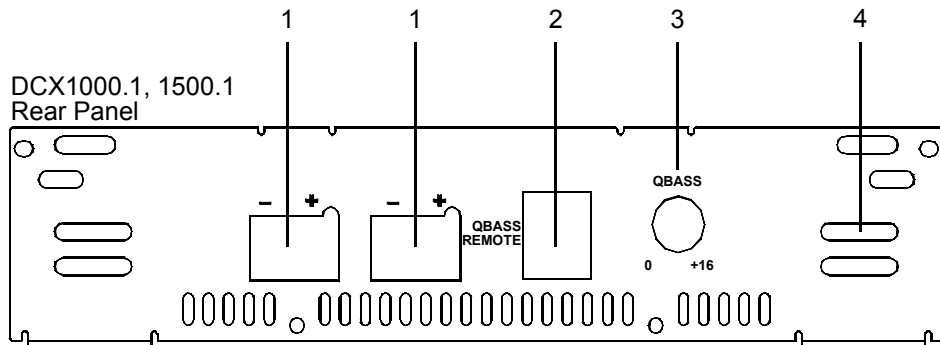 1 1 2 3 4
DCX1000.1, 1500.1
Rear Panel
QBASS
– + – +
QBASS
REMOTE
0 +16